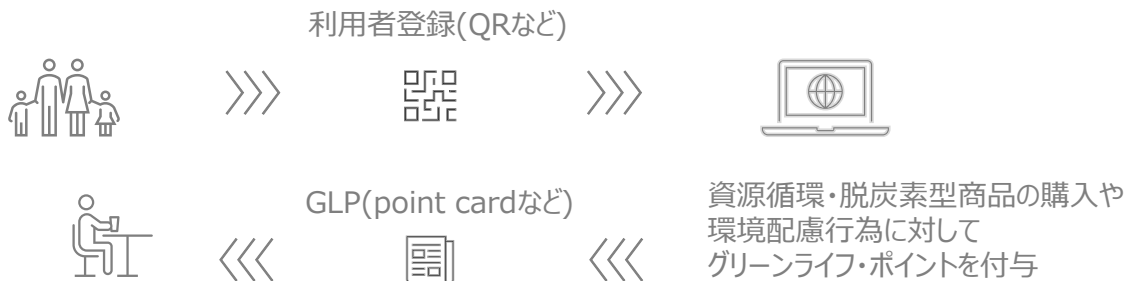 利用者登録(QRなど)
GLP(point cardなど)
資源循環・脱炭素型商品の購入や
環境配慮行為に対して
グリーンライフ・ポイントを付与